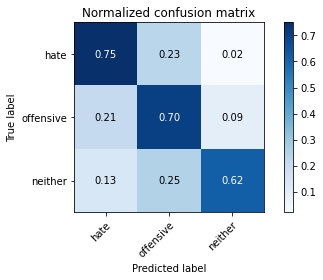 Normalized confusion matrix
hate 0.75 0.23 0.02 0.7
0.6
offensive 0.21 0.70 0.09 0.5
0.4
0.3
neither 0.13 0.25 0.62 0.2
0.1
hate offensive neither
True label
Predicted label